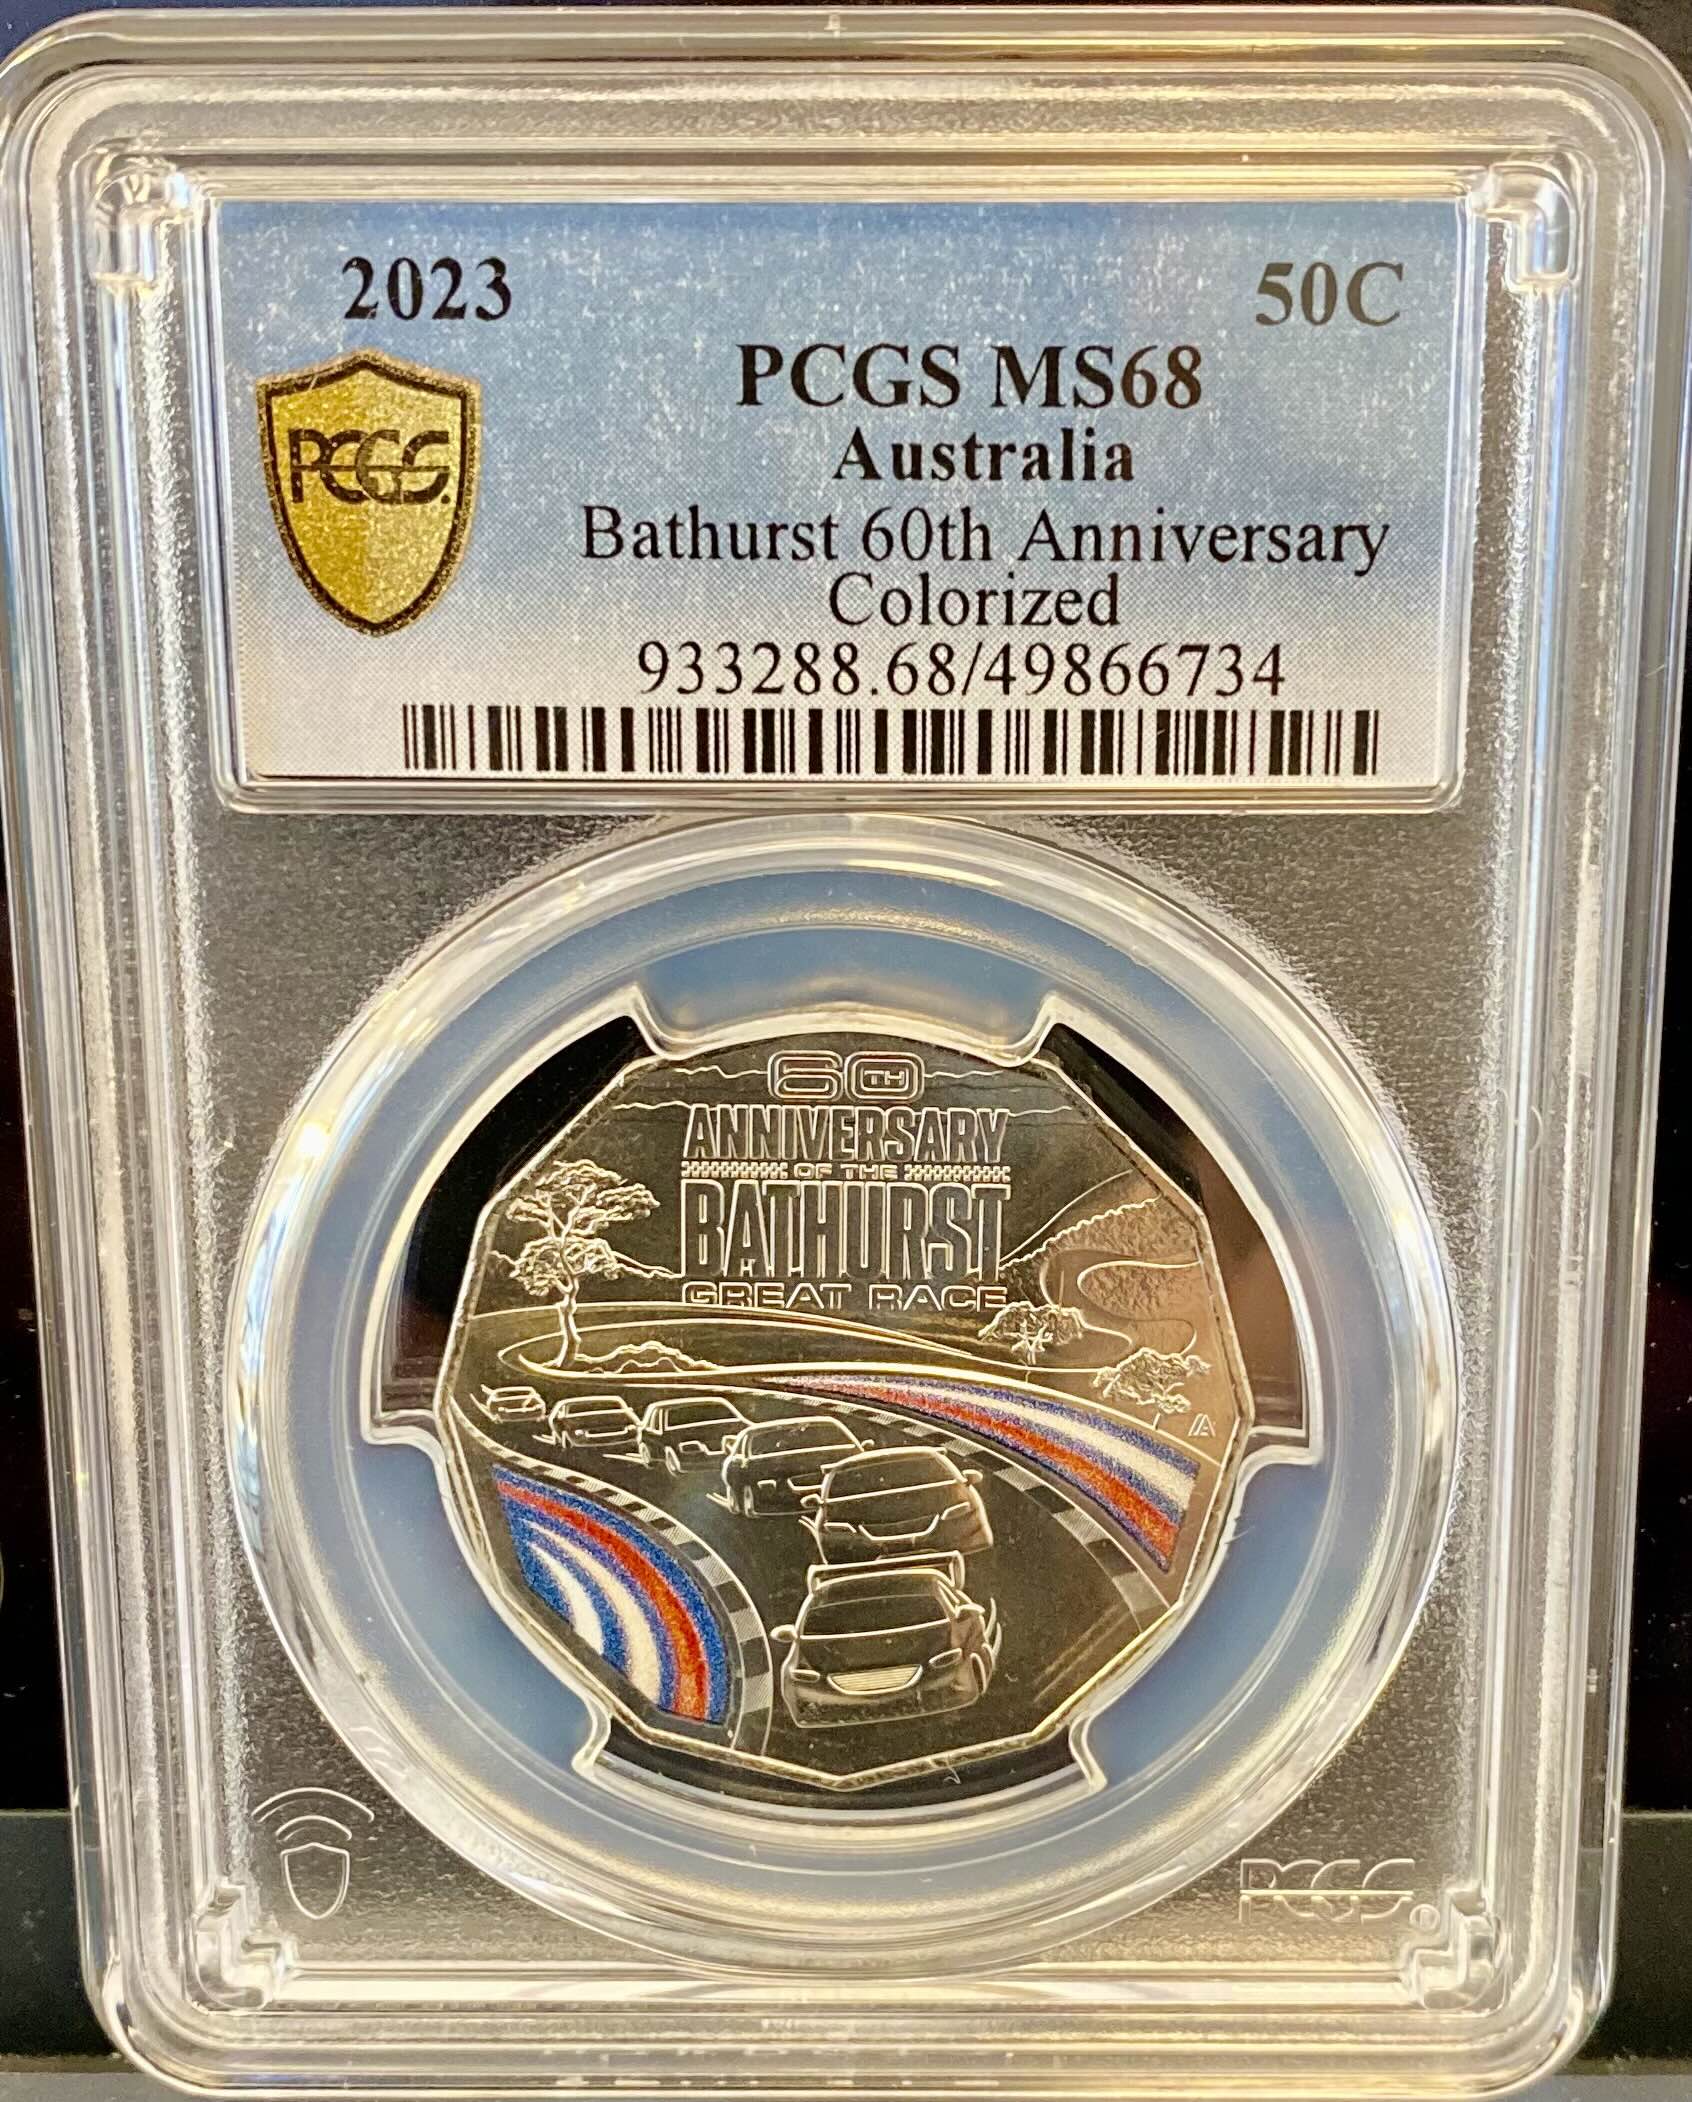 2023 50C
PCGS MS68
Australia
PCGS
Bathurst 60th Anniversary
Colorized
933288.68/49866734
60TH
ANNIVERSARY
OF THE
BATHURST
GREAT RACE
IA
PCGS